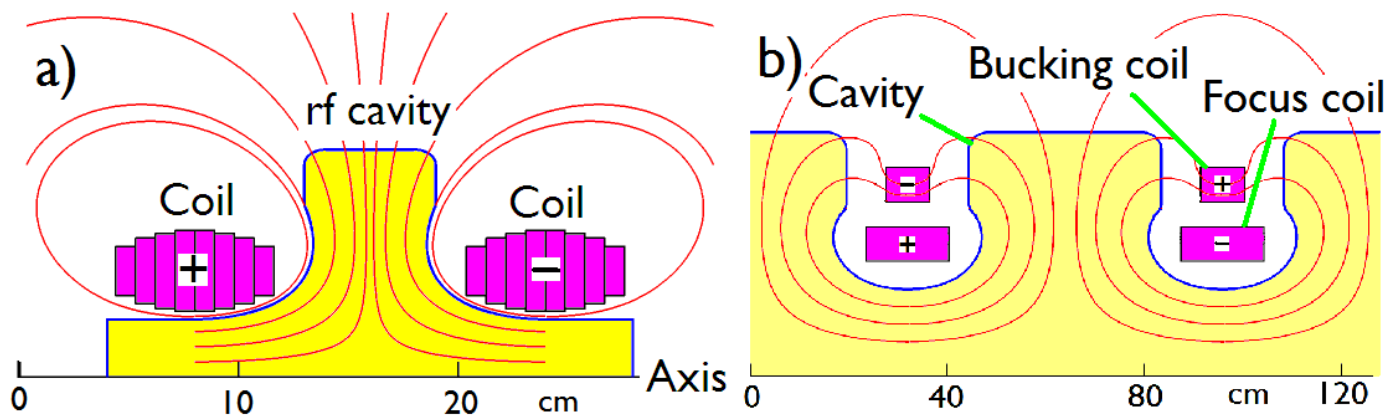 a)
rf cavity
Coil
Coil
+
−
Axis
0
10
20
cm
b)
Bucking coil
Cavity
Focus coil
−
+
+
−
0
40
80
cm
120